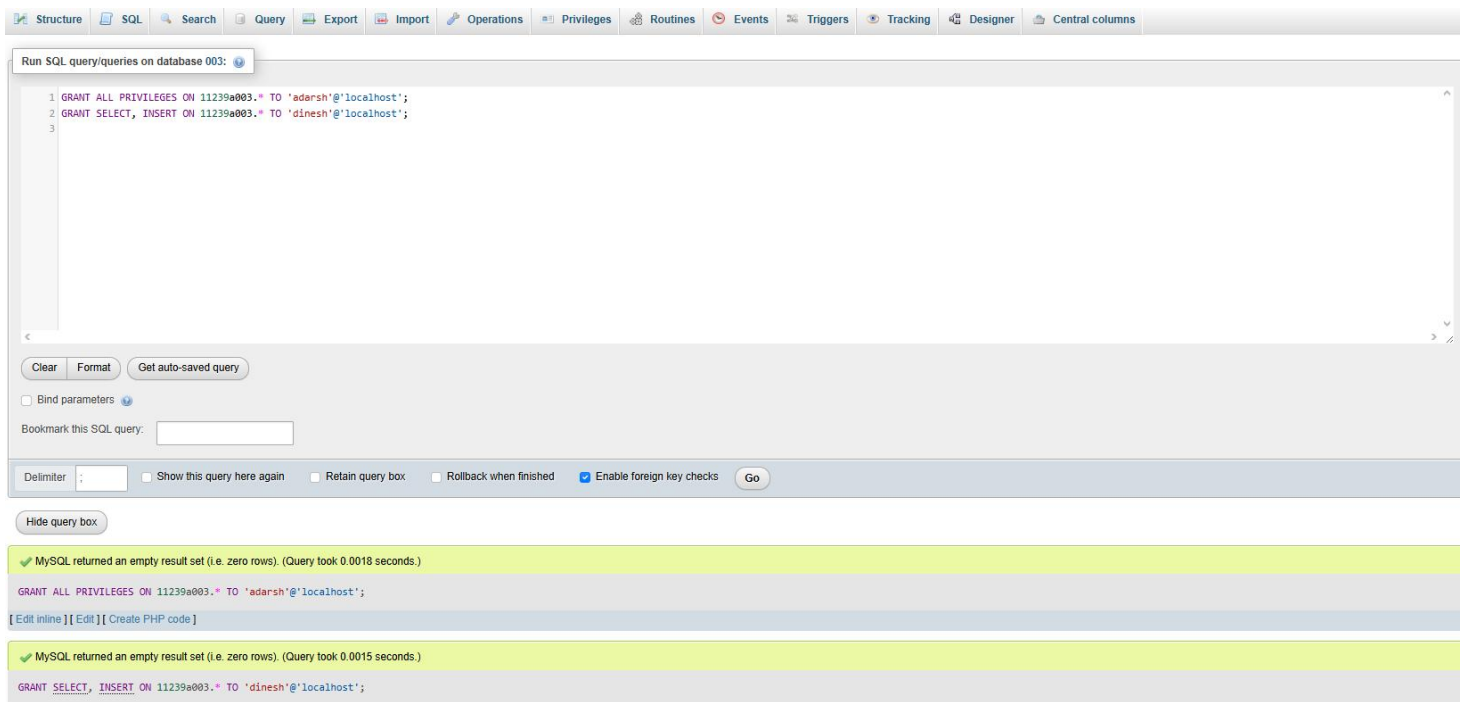 Structure SQL Search Query Export Import Operations Privileges Routines Events Triggers Tracking Designer Central columns
Run SQL query/queries on database 003:
1 GRANT ALL PRIVILEGES ON 11239a003.* TO 'adarsh'@'localhost';
2 GRANT SELECT, INSERT ON 11239a003.* TO 'dinesh'@'localhost';
3
Clear Format Get auto-saved query
Bind parameters
Bookmark this SQL query:
Delimiter ; Show this query here again Retain query box Rollback when finished Enable foreign key checks Go
Hide query box
MySQL returned an empty result set (i.e. zero rows). (Query took 0.0018 seconds.)
GRANT ALL PRIVILEGES ON 11239a003.* TO 'adarsh'@'localhost';
[ Edit inline ] [ Edit ] [ Create PHP code ]
MySQL returned an empty result set (i.e. zero rows). (Query took 0.0015 seconds.)
GRANT SELECT, INSERT ON 11239a003.* TO 'dinesh'@'localhost';